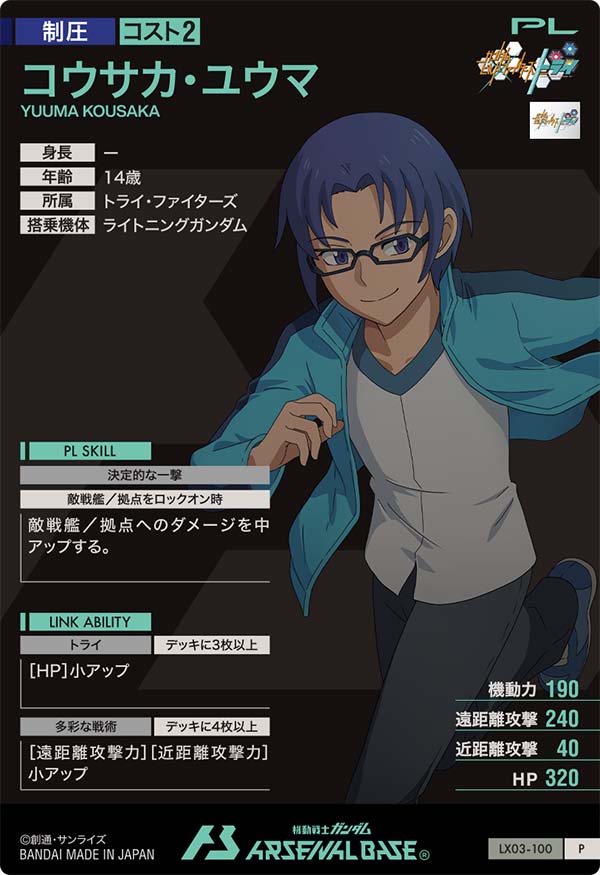 制圧 コスト2 PL
コウサカ・ユウマ
YUUMA KOUSAKA
身長 ー
年齢 14歳
所属 トライ・ファイターズ
搭乗機体 ライトニングガンダム
PL SKILL
決定的な一撃
敵戦艦／拠点をロックオン時
敵戦艦／拠点へのダメージを中
アップする。
LINK ABILITY
トライ デッキに3枚以上
[HP]小アップ
多彩な戦術 デッキに4枚以上
[遠距離攻撃力][近距離攻撃力]
小アップ
機動力 190
遠距離攻撃 240
近距離攻撃 40
HP 320
©創通・サンライズ
BANDAI MADE IN JAPAN
機動戦士ガンダム
ARSENAL BASE®
LX03-100 P